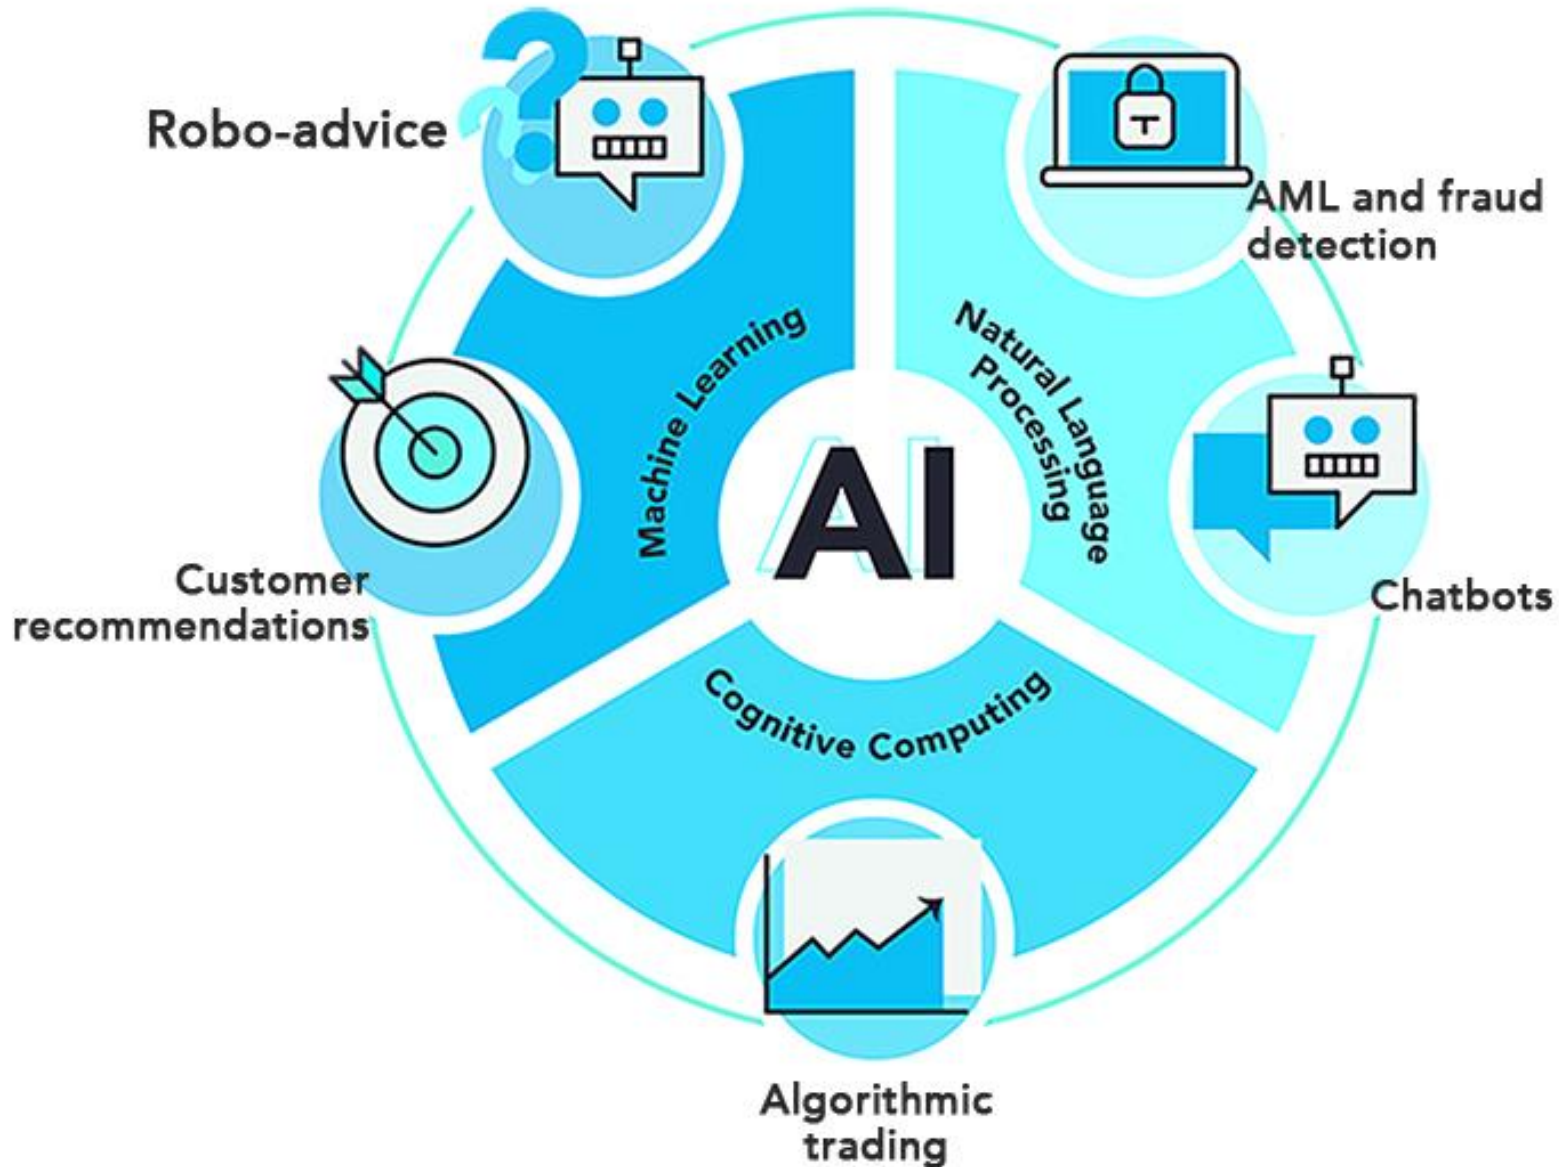 Robo-advice
AML and fraud
detection
Machine Learning
Natural Language
Processing
AI
Customer
recommendations
Chatbots
Cognitive Computing
Algorithmic
trading